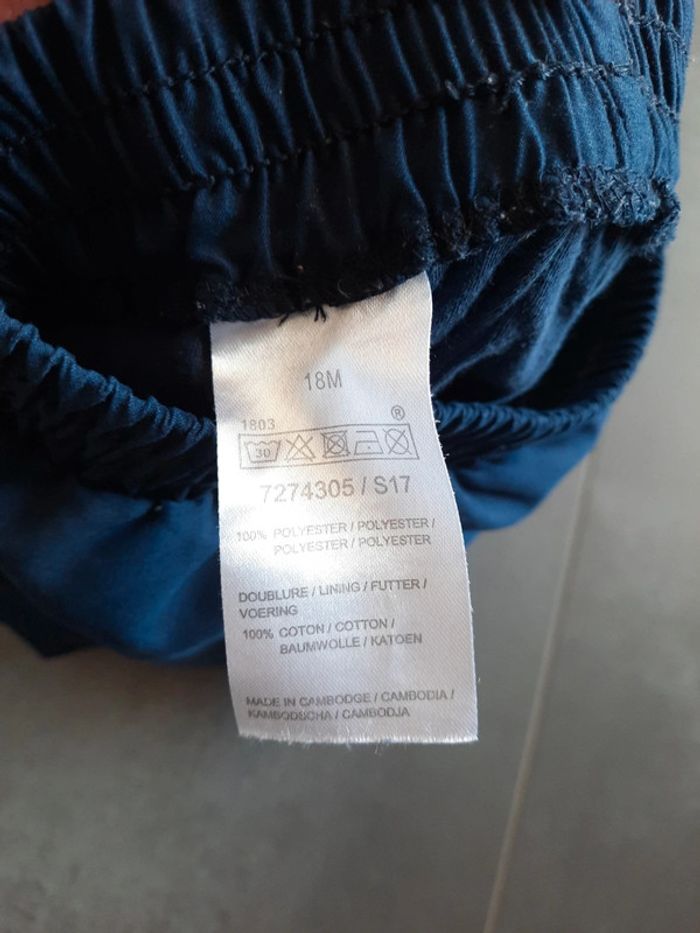 18M
1803
®
30
7274305 / S17
100% POLYESTER / POLYESTER /
POLYESTER / POLYESTER
DOUBLURE / LINING / FUTTER /
VOERING
100% COTON / COTTON /
BAUMWOLLE / KATOEN
MADE IN CAMBODGE / CAMBODIA /
KAMBODSCHA / CAMBODJA